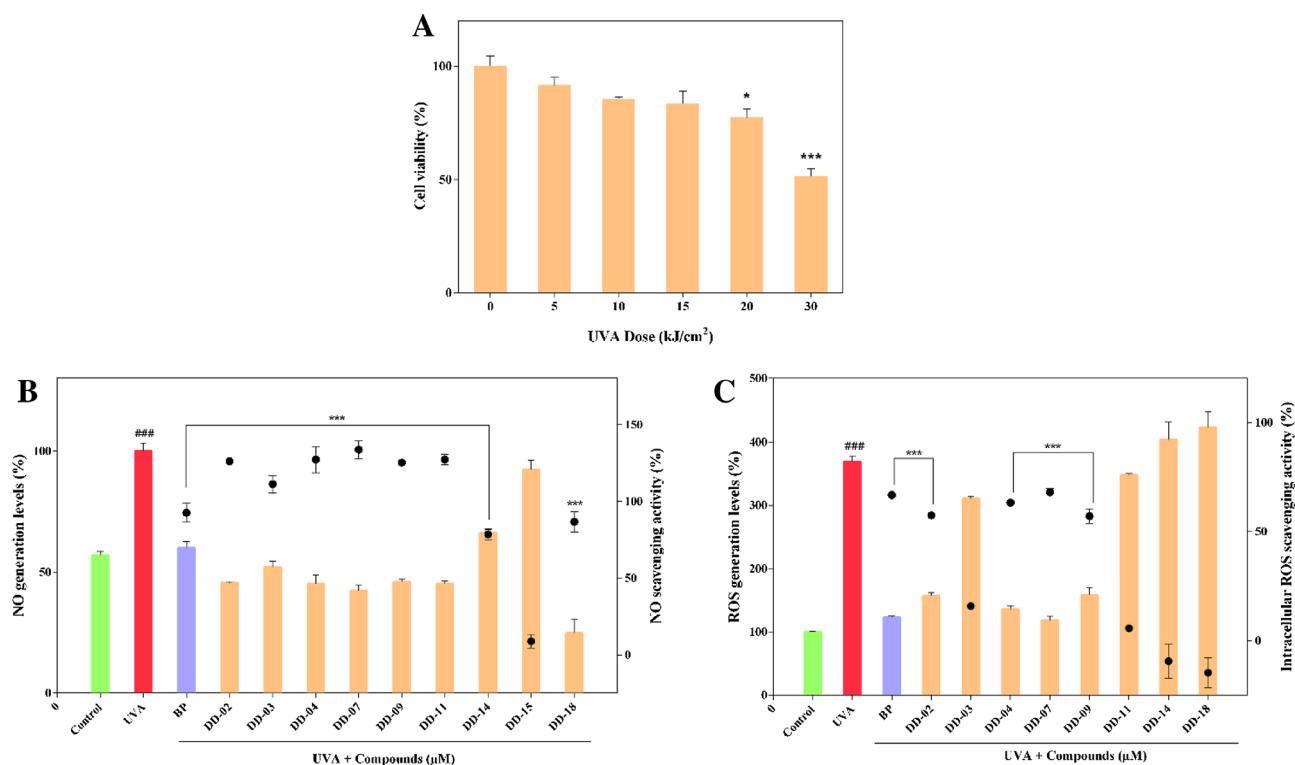 A
Cell viability (%)
100
50
0
*
***
0 5 10 15 20 30
UVA Dose (kJ/cm²)
B
NO generation levels (%)
100
50
0
###
***
***
150
100
50
0
NO scavenging activity (%)
0 Control UVA BP DD-02 DD-03 DD-04 DD-07 DD-09 DD-11 DD-14 DD-15 DD-18
UVA + Compounds (μM)
C
ROS generation levels (%)
500
400
300
200
100
0
###
***
***
100
50
0
Intracellular ROS scavenging activity (%)
0 Control UVA BP DD-02 DD-03 DD-04 DD-07 DD-09 DD-11 DD-14 DD-18
UVA + Compounds (μM)